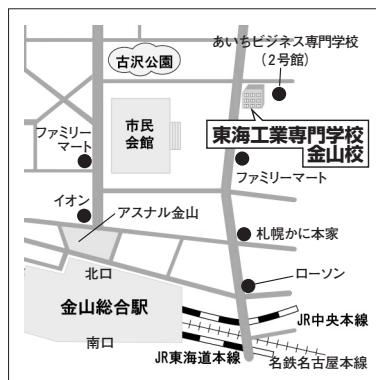 あいちビジネス専門学校
（2号館）
古沢公園
市民
会館
東海工業専門学校
金山校
ファミリー
マート
ファミリーマート
イオン
アスナル金山
札幌かに本家
北口
ローソン
金山総合駅
JR中央本線
南口
JR東海道本線
名鉄名古屋本線